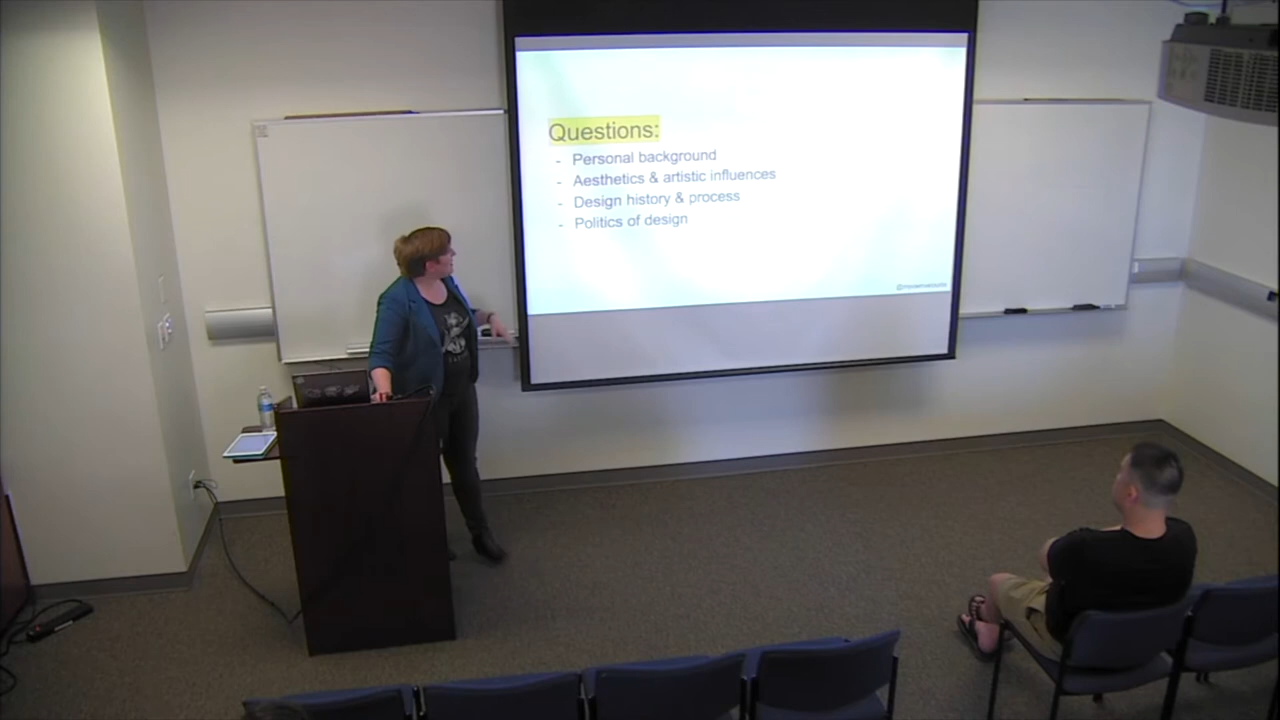 Questions:
- Personal background
- Aesthetics & artistic influences
- Design history & process
- Politics of design